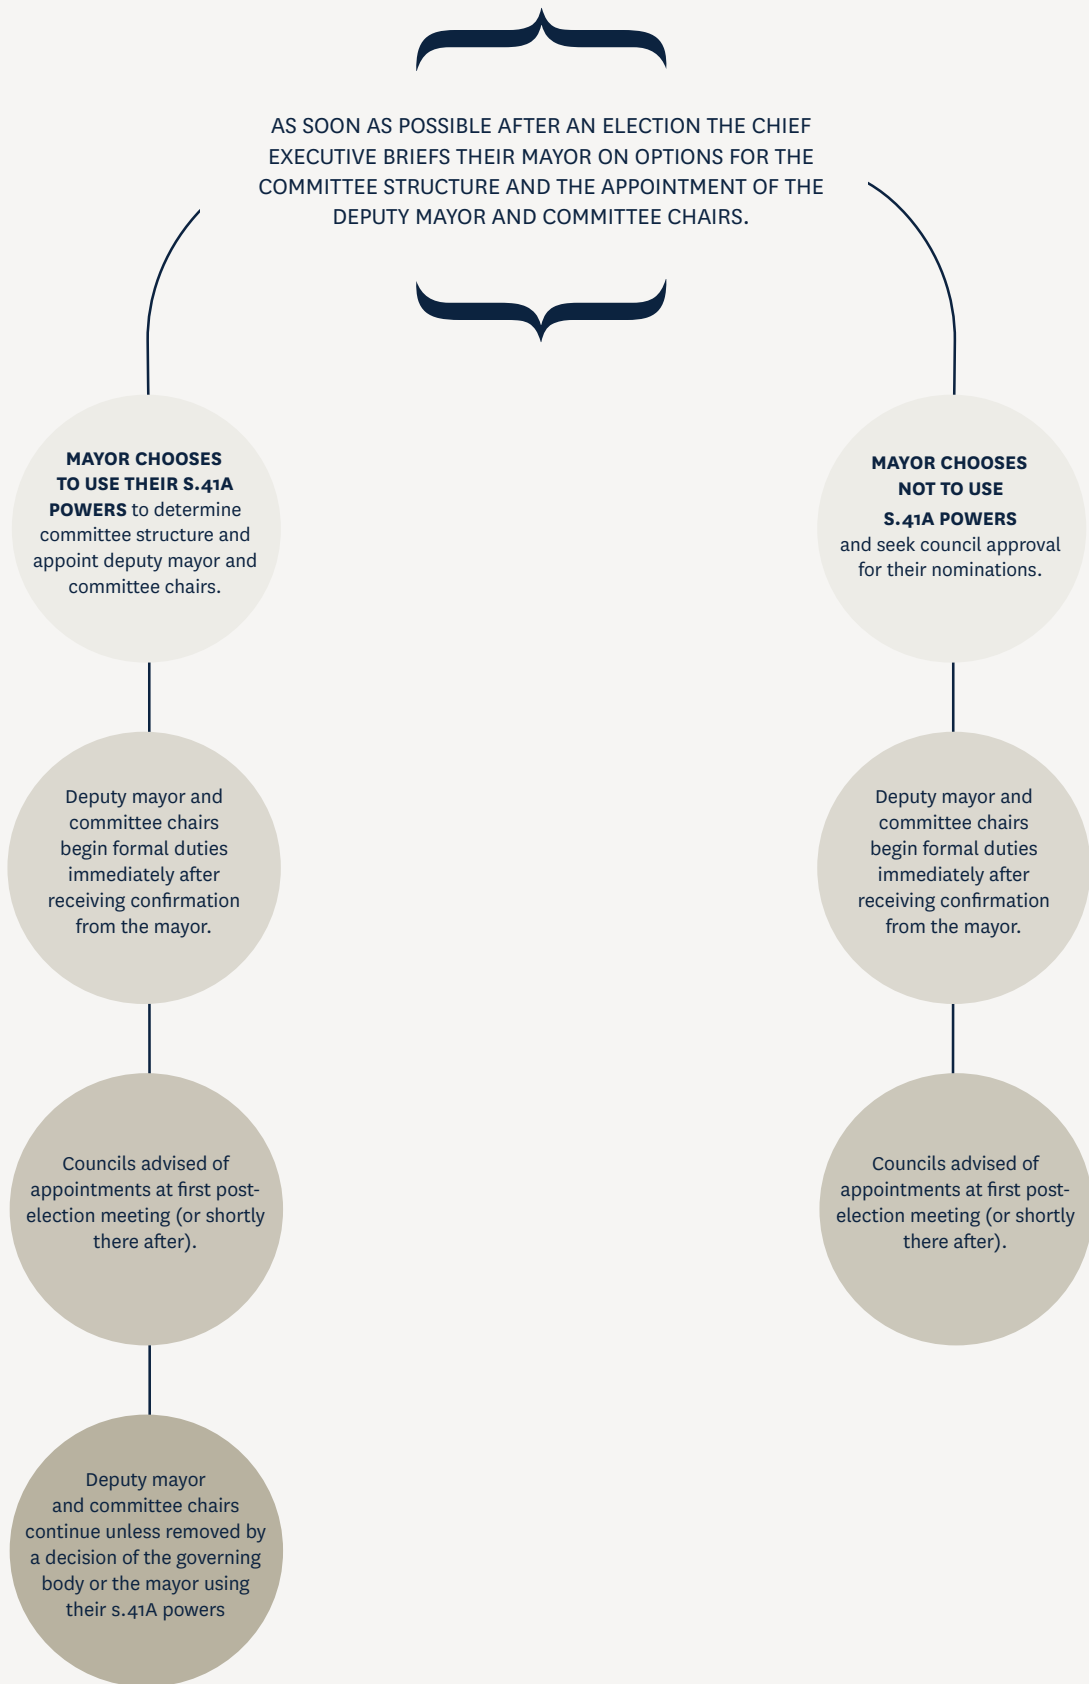 AS SOON AS POSSIBLE AFTER AN ELECTION THE CHIEF
EXECUTIVE BRIEFS THEIR MAYOR ON OPTIONS FOR THE
COMMITTEE STRUCTURE AND THE APPOINTMENT OF THE
DEPUTY MAYOR AND COMMITTEE CHAIRS.
MAYOR CHOOSES
TO USE THEIR S.41A
POWERS to determine
committee structure and
appoint deputy mayor and
committee chairs.
Deputy mayor and
committee chairs
begin formal duties
immediately after
receiving confirmation
from the mayor.
Councils advised of
appointments at first post-
election meeting (or shortly
there after).
Deputy mayor
and committee chairs
continue unless removed by
a decision of the governing
body or the mayor using
their s.41A powers
MAYOR CHOOSES
NOT TO USE
S.41A POWERS
and seek council approval
for their nominations.
Deputy mayor and
committee chairs
begin formal duties
immediately after
receiving confirmation
from the mayor.
Councils advised of
appointments at first post-
election meeting (or shortly
there after).